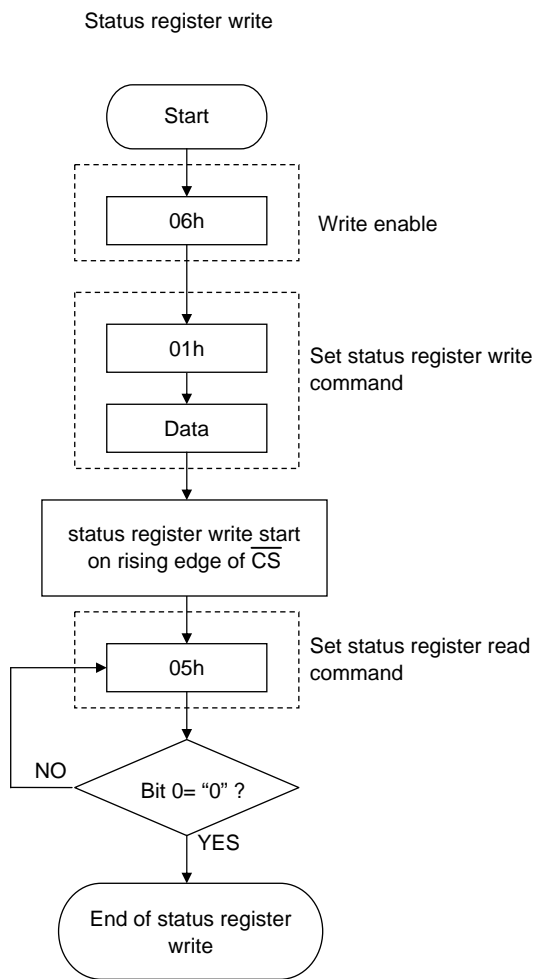 Status register write
Start
06h
Write enable
01h
Set status register write
command
Data
status register write start
on rising edge of C̅S̅
05h
Set status register read
command
NO
Bit 0= “0” ?
YES
End of status register
write